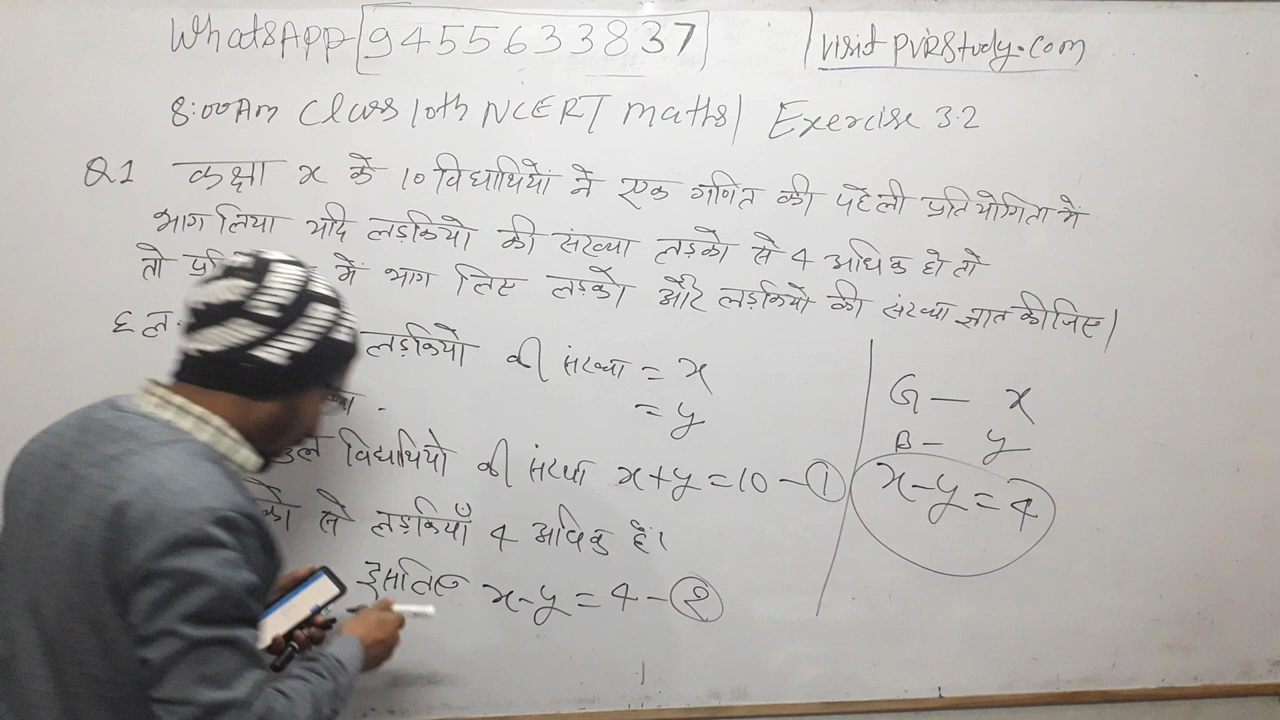 WhatsApp 9455633837 | visit PVRStudy.com
8:00Am Class 10th NCERT maths | Exercise 3.2
Q1 कक्षा x के 10 विद्यार्थियों ने एक गणित की पहेली प्रतियोगिता में
भाग लिया यदि लड़कियो की संख्या लड़को से 4 अधिक हो तो
तो में भाग लिए लड़को और लड़कियो की संख्या ज्ञात कीजिए।
हल
लड़कियो की संख्या = x
= y
विद्यार्थियो की संख्या x+y=10 - ①
से लड़कियाँ 4 अधिक है।
इसलिए x-y=4 - ②
G — x
B — y
x-y=4